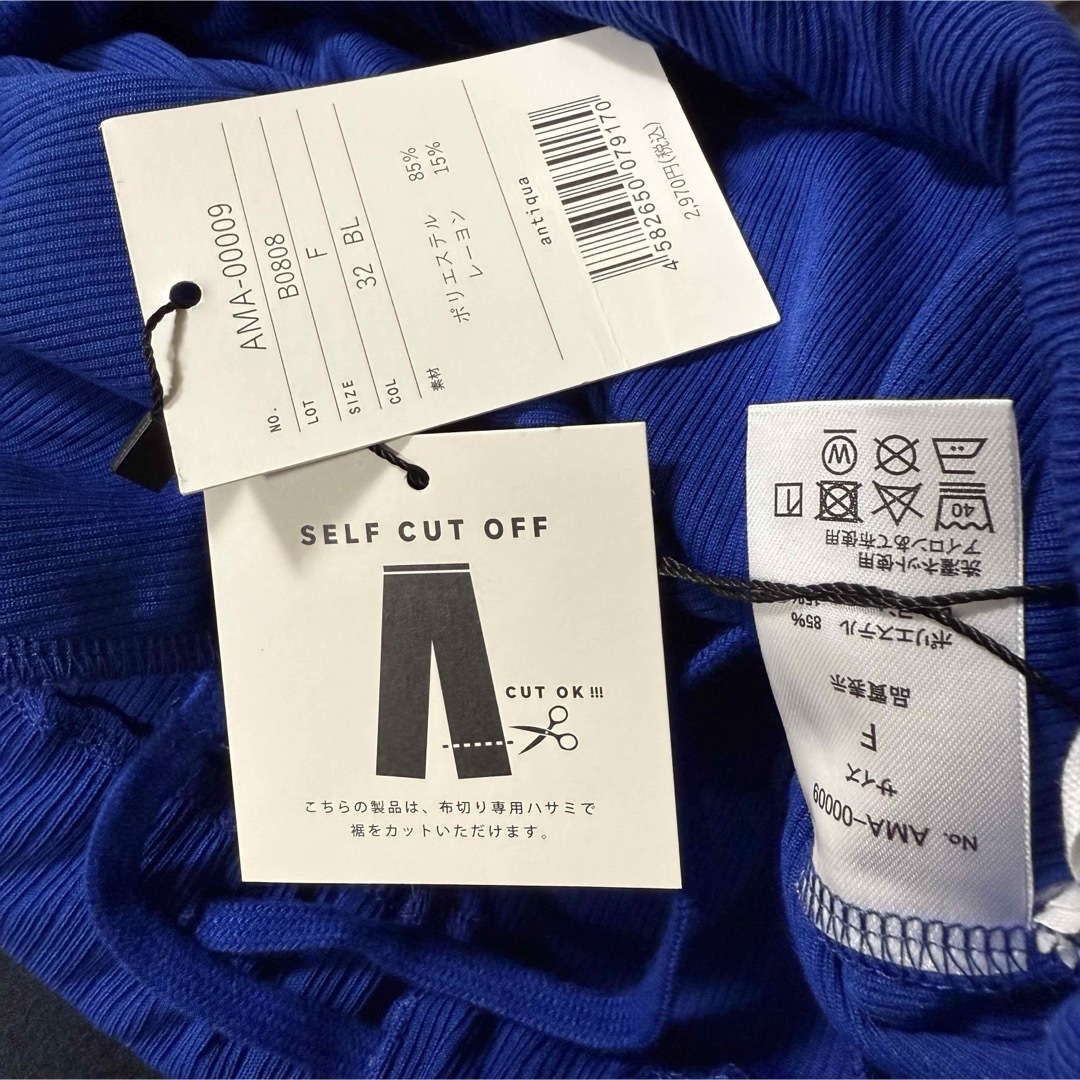 AMA-00009
NO. B0808
LOT F
SIZE 32 BL
COL
素材 ポリエステル 85%
レーヨン 15%
antiqua
4 582650 079170
2,970円(税込)
SELF CUT OFF
CUT OK!!!
こちらの製品は、布切り専用ハサミで
裾をカットいただけます。
No. AMA-00009
サイズ
F
品質表示
ポリエステル 85%
15%
洗濯ネット使用
アイロンあて布使用
40
W